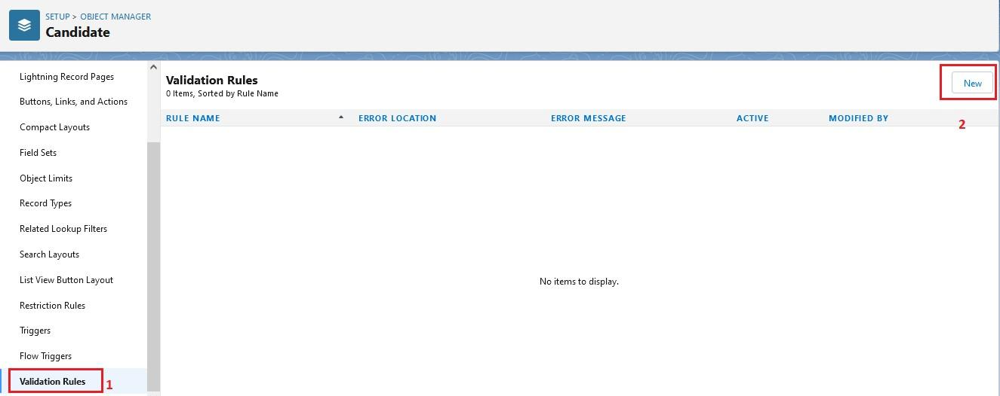 SETUP > OBJECT MANAGER
Candidate
Lightning Record Pages
Buttons, Links, and Actions
Compact Layouts
Field Sets
Object Limits
Record Types
Related Lookup Filters
Search Layouts
List View Button Layout
Restriction Rules
Triggers
Flow Triggers
Validation Rules 1
Validation Rules
0 Items, Sorted by Rule Name
New
2
RULE NAME ERROR LOCATION ERROR MESSAGE ACTIVE MODIFIED BY
No items to display.